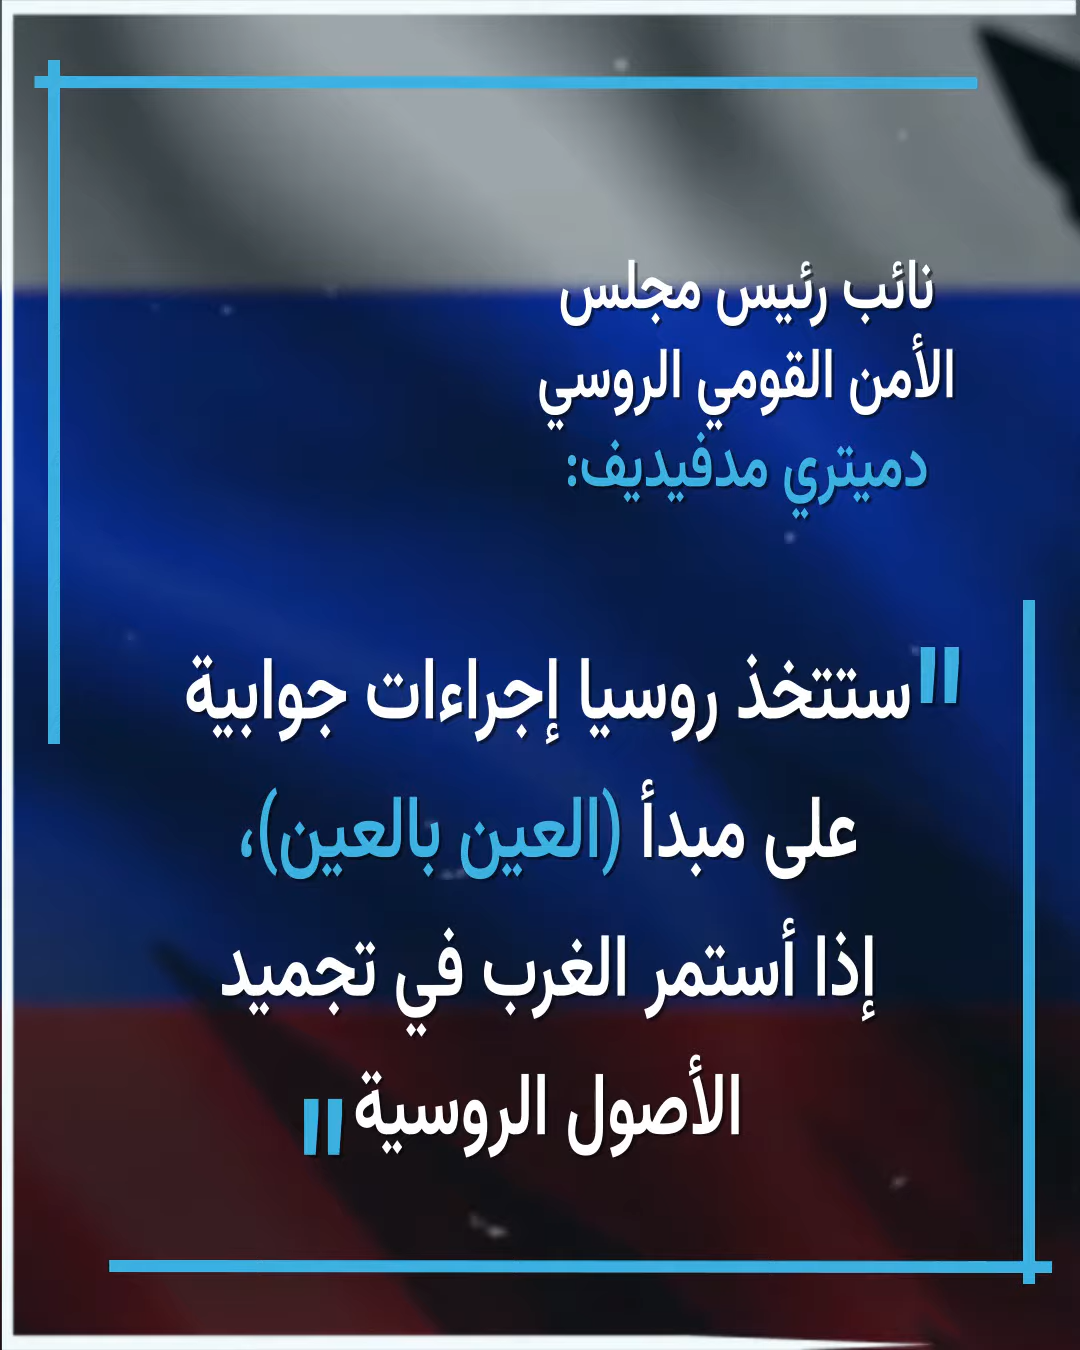 نائب رئيس مجلس
الأمن القومي الروسي
دميتري مدفيديف:
"ستتخذ روسيا إجراءات جوابية
على مبدأ (العين بالعين)،
إذا أستمر الغرب في تجميد
الأصول الروسية"